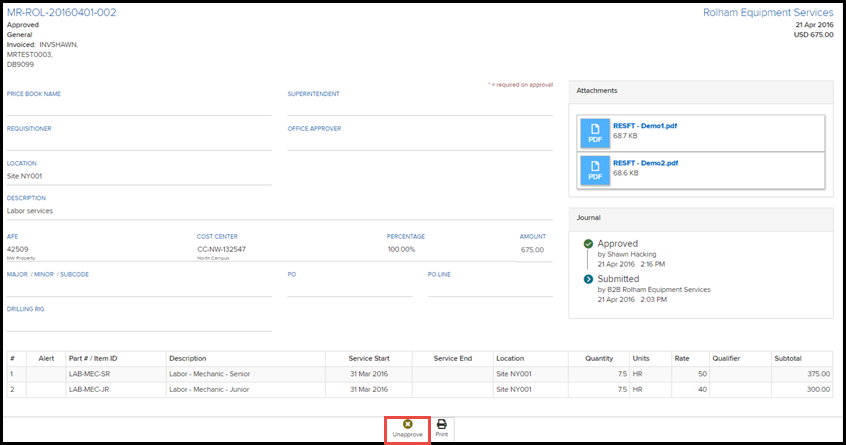 MR-ROL-20160401-002
Approved
General
Invoiced: INVSHAWN,
MRTEST0003,
DB9099
Rolham Equipment Services
21 Apr 2016
USD 675.00
* = required on approval
PRICE BOOK NAME
SUPERINTENDENT
REQUISITIONER
OFFICE APPROVER
LOCATION
Site NY001
DESCRIPTION
Labor services
AFE COST CENTER PERCENTAGE AMOUNT
42509 CC-NW-132547 100.00% 675.00
NW Property North Campus
MAJOR / MINOR / SUBCODE PO PO LINE
DRILLING RIG
Attachments
PDF
RESFT - Demo1.pdf
68.7 KB
PDF
RESFT - Demo2.pdf
68.6 KB
Journal
Approved
by Shawn Hacking
21 Apr 2016 2:16 PM
Submitted
by B2B Rolham Equipment Services
21 Apr 2016 2:03 PM
# Alert Part # / Item ID Description Service Start Service End Location Quantity Units Rate Qualifier Subtotal
1 LAB-MEC-SR Labor - Mechanic - Senior 31 Mar 2016 Site NY001 7.5 HR 50 375.00
2 LAB-MEC-JR Labor - Mechanic - Junior 31 Mar 2016 Site NY001 7.5 HR 40 300.00
Unapprove Print